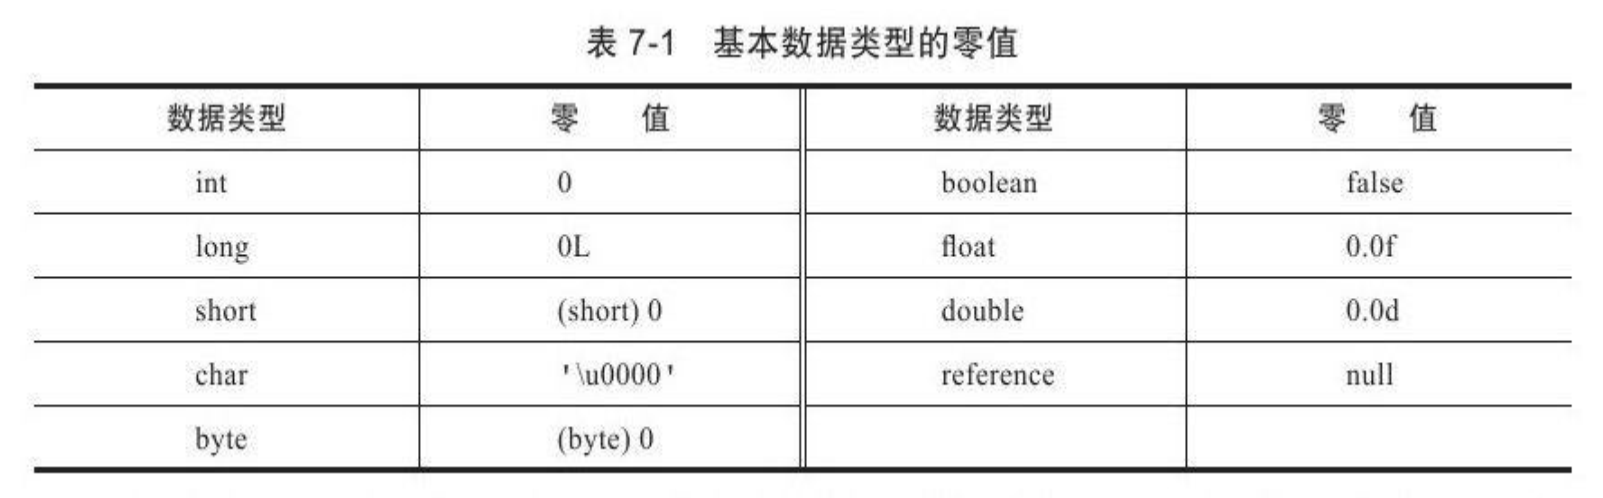 表 7-1 基本数据类型的零值
数据类型 零 值 数据类型 零 值
int 0 boolean false
long 0L float 0.0f
short (short) 0 double 0.0d
char '\u0000' reference null
byte (byte) 0